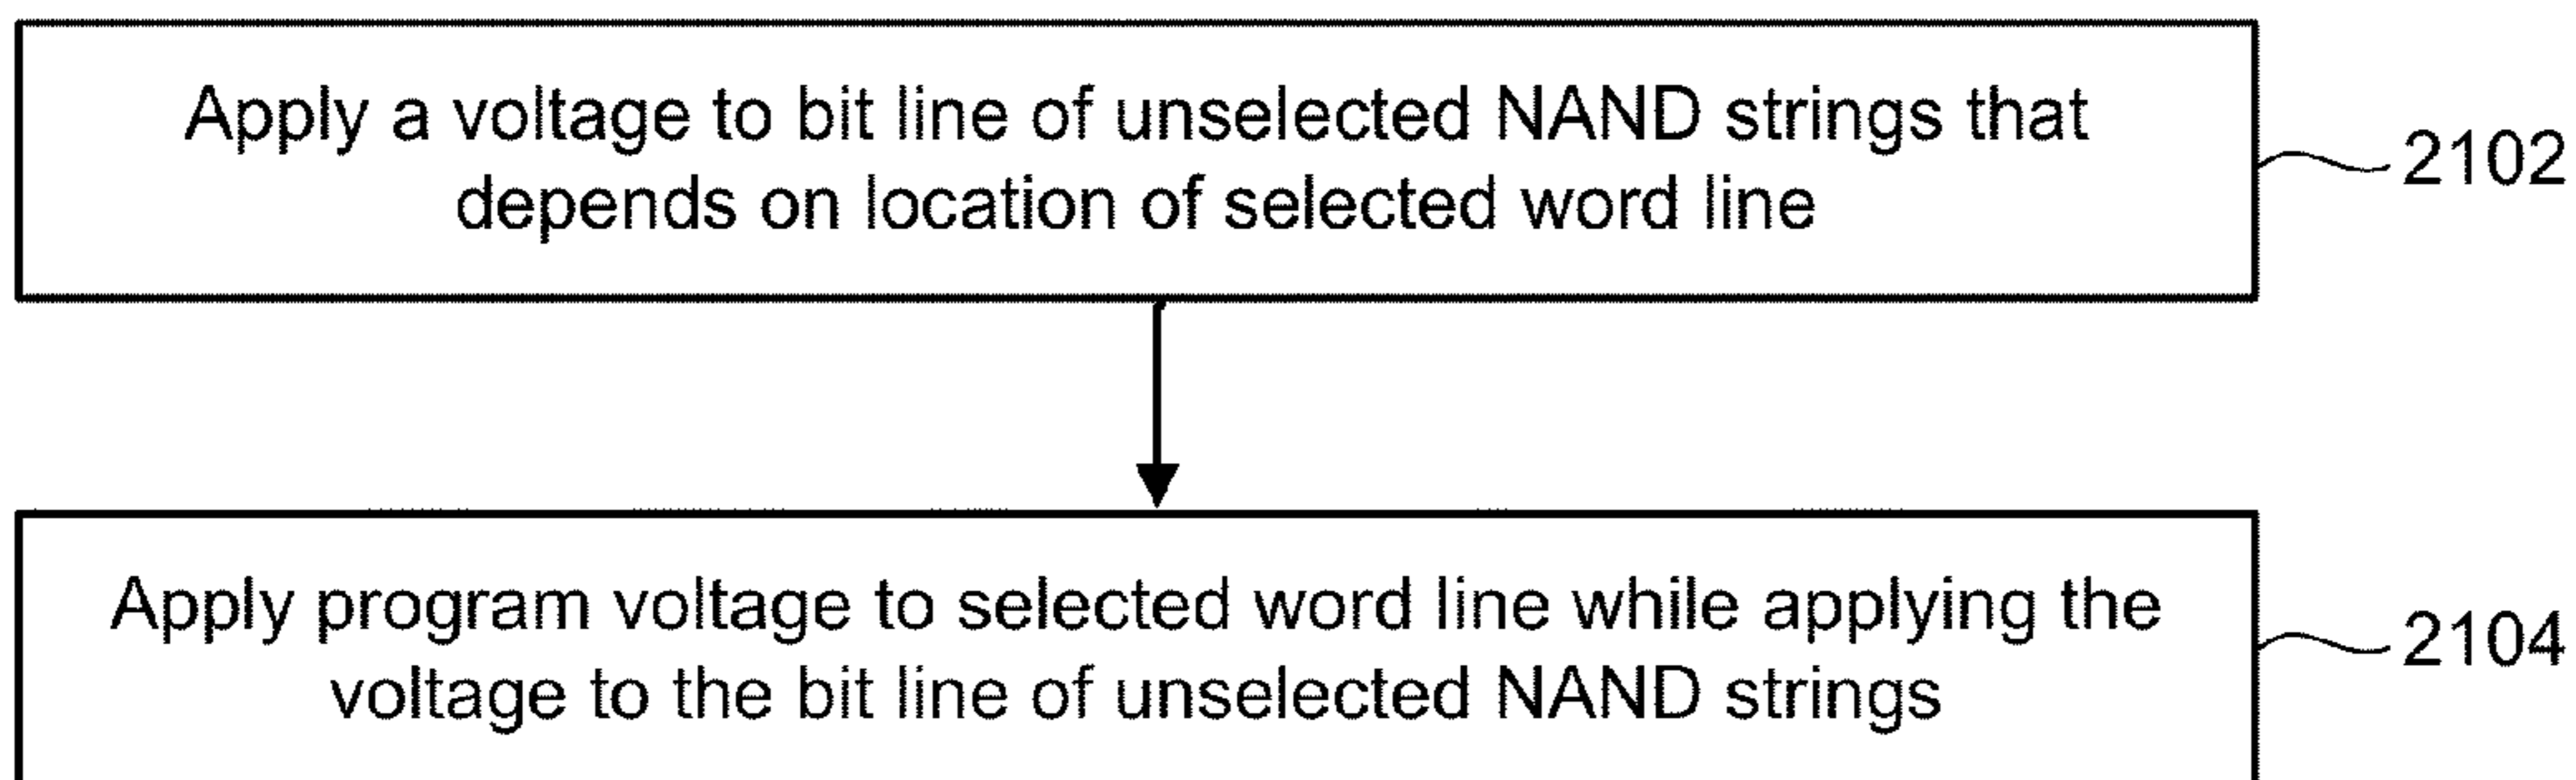 Apply a voltage to bit line of unselected NAND strings that
depends on location of selected word line
2102
Apply program voltage to selected word line while applying the
voltage to the bit line of unselected NAND strings
2104